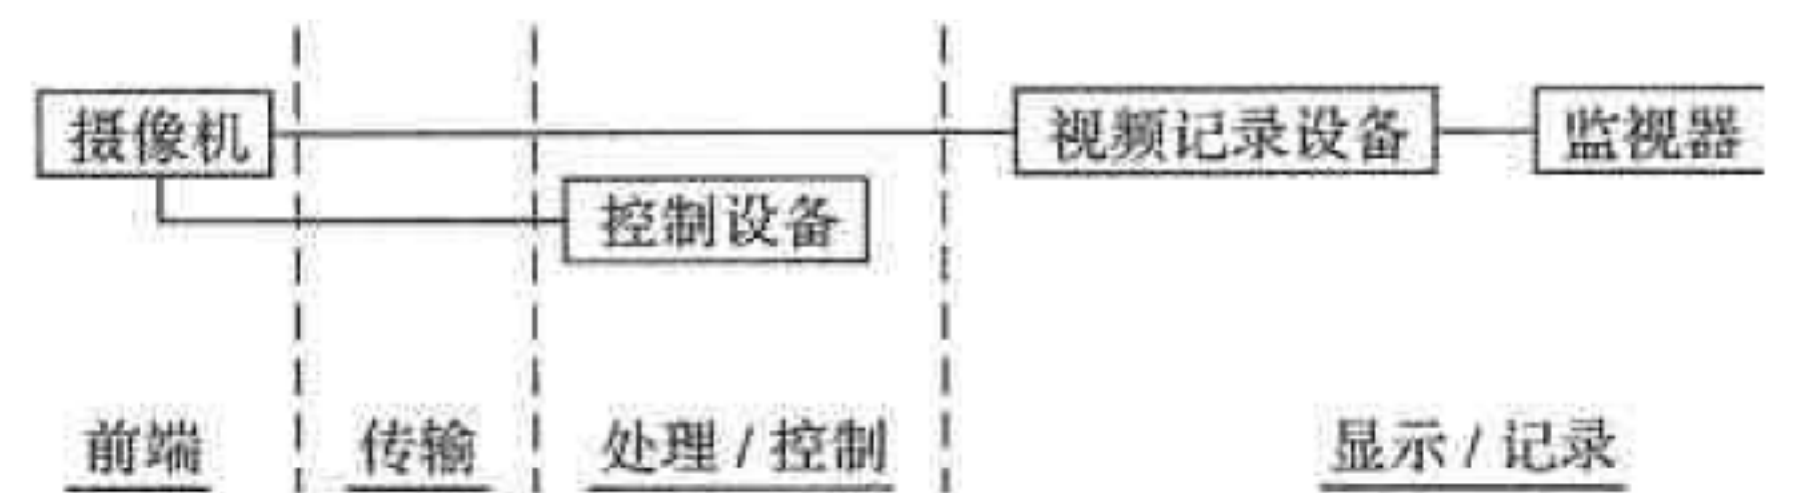 摄像机
视频记录设备
监视器
控制设备
前端
传输
处理/控制
显示/记录